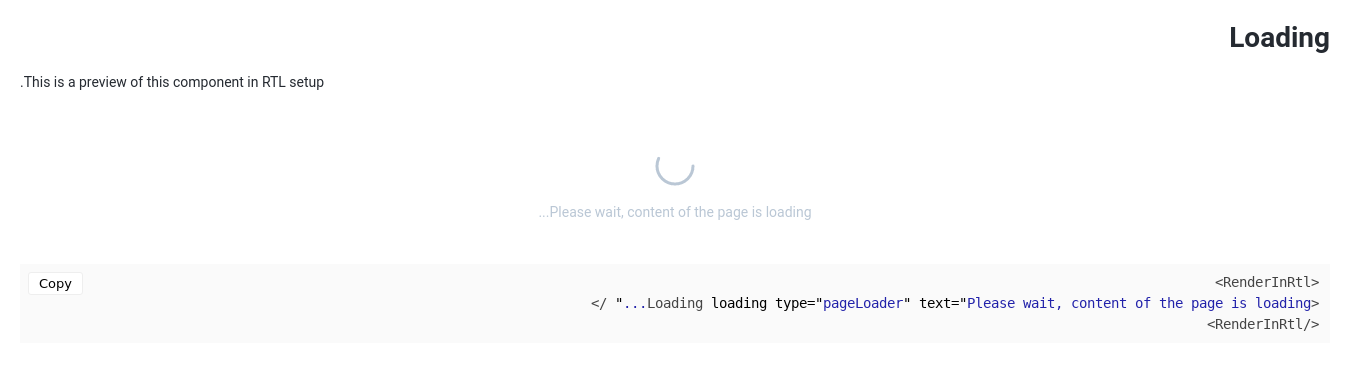 Loading
.This is a preview of this component in RTL setup
...Please wait, content of the page is loading
Copy
<RenderInRtl>
</ "...Loading loading type="pageLoader" text="Please wait, content of the page is loading>
<RenderInRtl/>